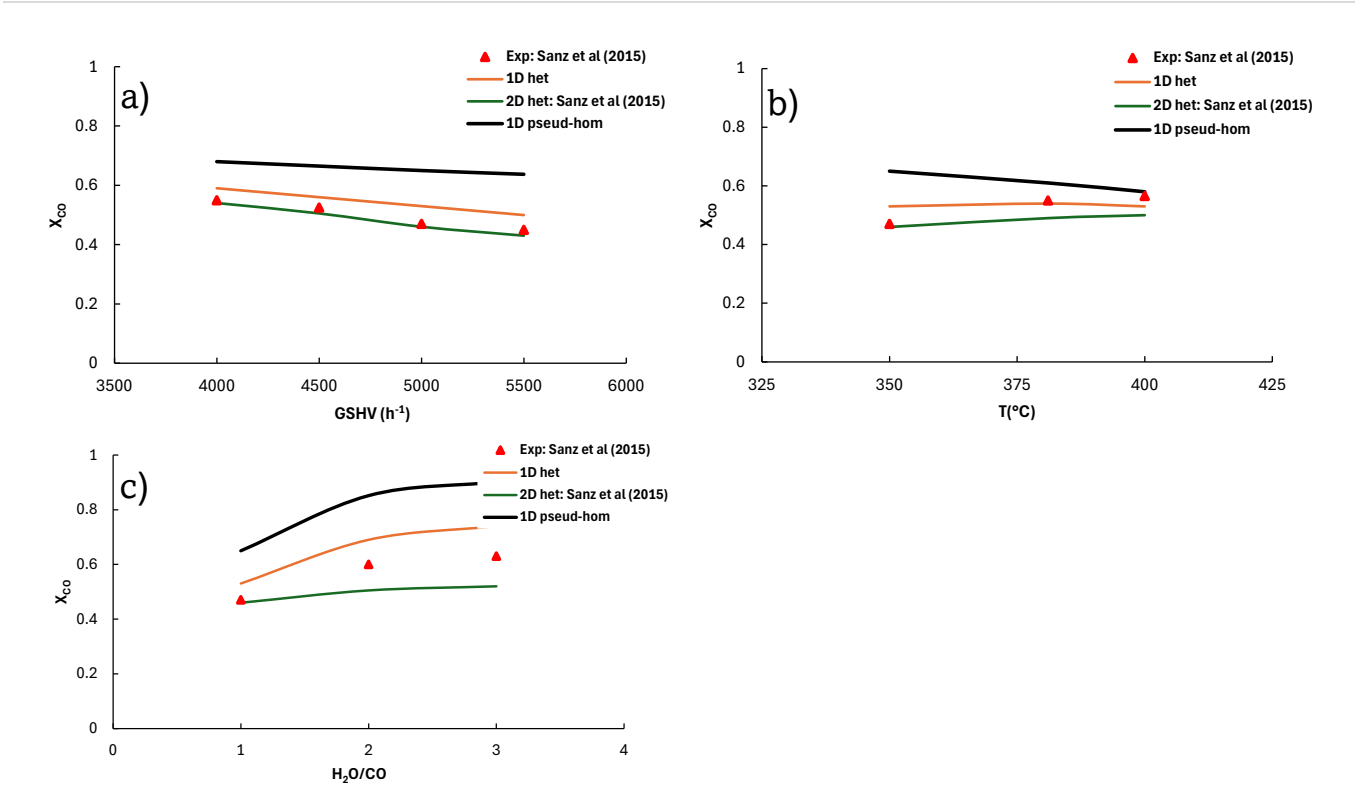 a)
Exp: Sanz et al (2015)
1D het
2D het: Sanz et al (2015)
1D pseud-hom
1
0.8
0.6
0.4
0.2
0
X_CO
3500 4000 4500 5000 5500 6000
GSHV (h⁻¹)
b)
Exp: Sanz et al (2015)
1D het
2D het: Sanz et al (2015)
1D pseud-hom
1
0.8
0.6
0.4
0.2
0
X_CO
325 350 375 400 425
T(°C)
c)
Exp: Sanz et al (2015)
1D het
2D het: Sanz et al (2015)
1D pseud-hom
1
0.8
0.6
0.4
0.2
0
X_CO
0 1 2 3 4
H₂O/CO